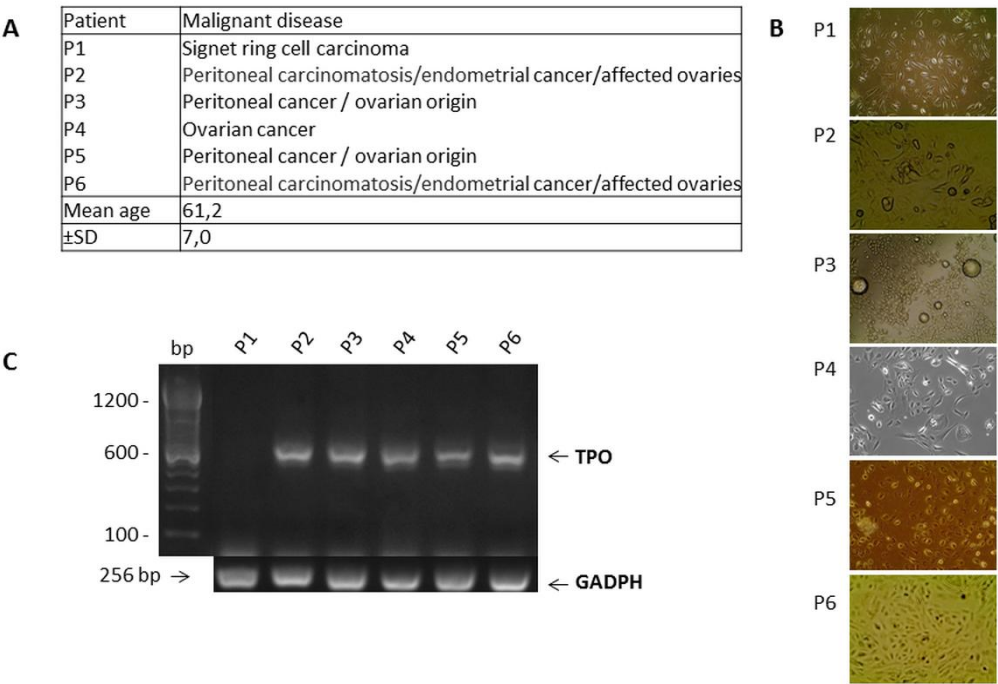 A
Patient Malignant disease
P1 Signet ring cell carcinoma
P2 Peritoneal carcinomatosis/endometrial cancer/affected ovaries
P3 Peritoneal cancer / ovarian origin
P4 Ovarian cancer
P5 Peritoneal cancer / ovarian origin
P6 Peritoneal carcinomatosis/endometrial cancer/affected ovaries
Mean age 61,2
±SD 7,0
B
P1
P2
P3
P4
P5
P6
C
bp P1 P2 P3 P4 P5 P6
1200 -
600 - ← TPO
100 -
256 bp → ← GADPH